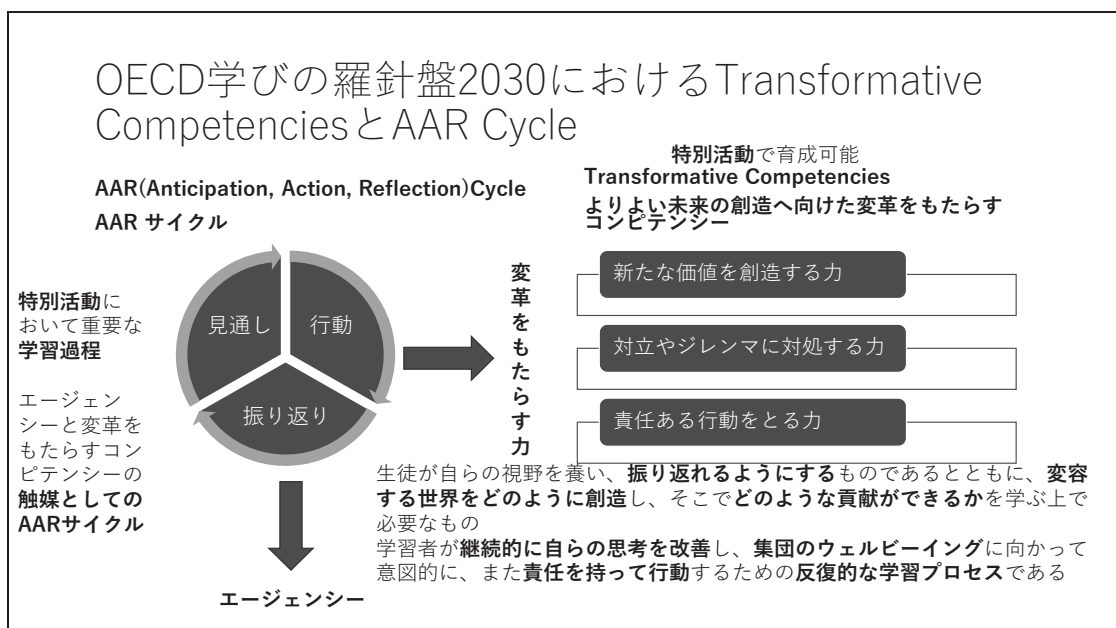 OECD学びの羅針盤2030におけるTransformative
CompetenciesとAAR Cycle
AAR(Anticipation, Action, Reflection)Cycle
AAR サイクル
特別活動に
おいて重要な
学習過程
エージェン
シーと変革を
もたらすコン
ピテンシーの
触媒としての
AARサイクル
見通し
行動
振り返り
エージェンシー
特別活動で育成可能
Transformative Competencies
よりよい未来の創造へ向けた変革をもたらす
コンピテンシー
変革をもたらす力
新たな価値を創造する力
対立やジレンマに対処する力
責任ある行動をとる力
生徒が自らの視野を養い、振り返れるようにするものであるとともに、変容
する世界をどのように創造し、そこでどのような貢献ができるかを学ぶ上で
必要なもの
学習者が継続的に自らの思考を改善し、集団のウェルビーイングに向かって
意図的に、また責任を持って行動するための反復的な学習プロセスである